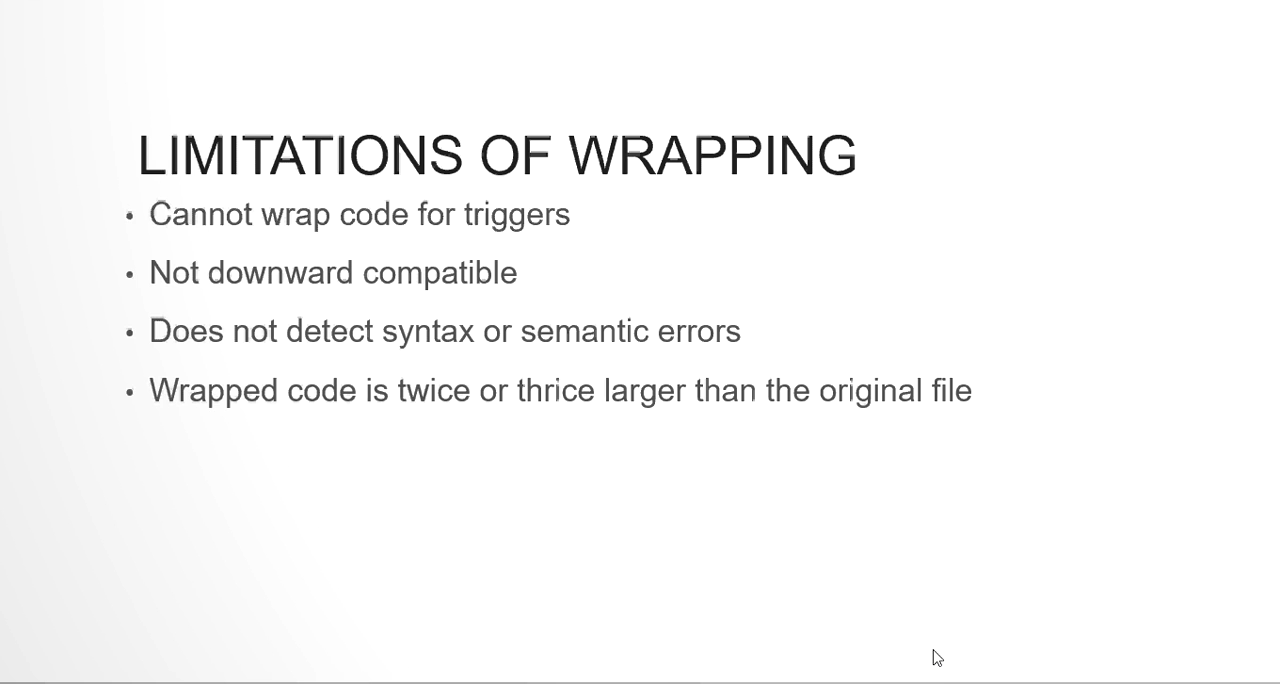 LIMITATIONS OF WRAPPING
• Cannot wrap code for triggers
• Not downward compatible
• Does not detect syntax or semantic errors
• Wrapped code is twice or thrice larger than the original file